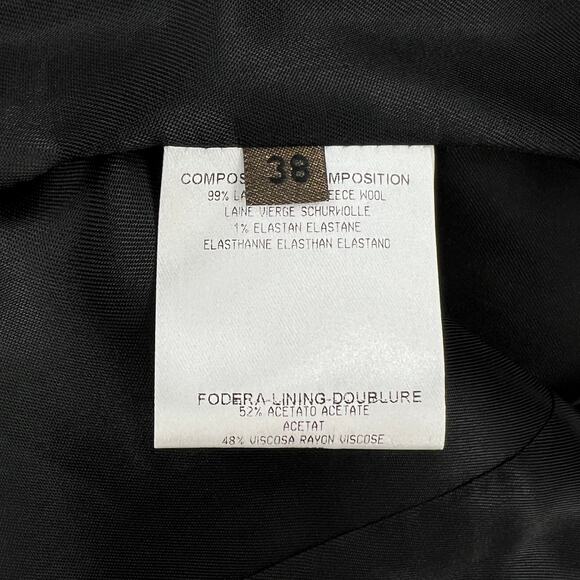 38
COMPOS MPOSITION
99% LA EECE WOOL
LAINE VIERGE SCHURWOLLE
1% ELASTAN ELASTANE
ELASTHANNE ELASTHAN ELASTAND
FODERA-LINING-DOUBLURE
52% ACETATO ACETATE
ACETAT
48% VISCOSA RAYON VISCOSE